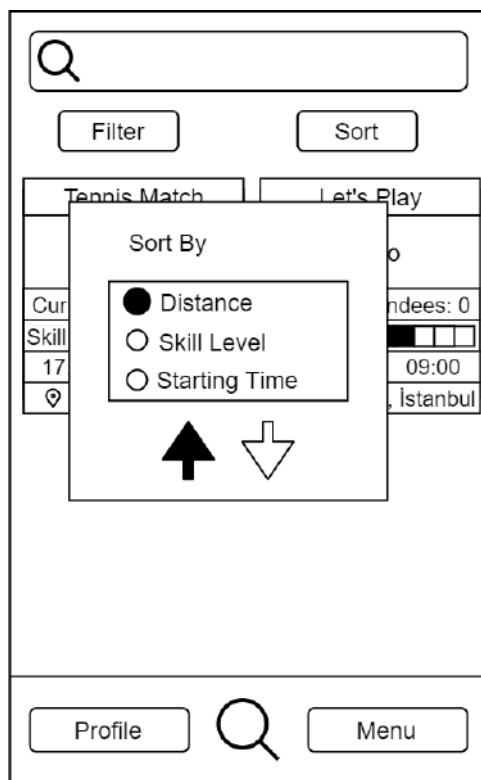 Filter
Sort
Tennis Match
Let's Play
Sort By
Distance
Skill Level
Starting Time
Skill
17
ndees: 0
09:00
, İstanbul
Profile
Menu